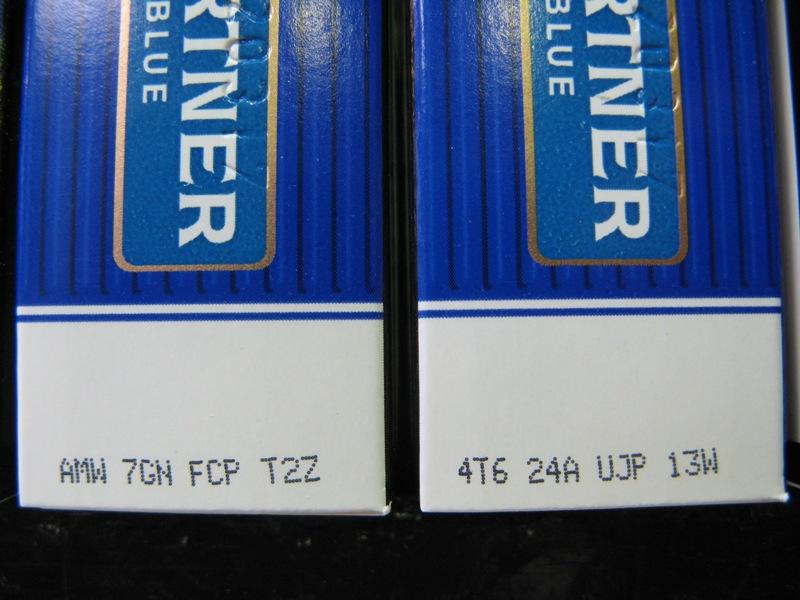 RTNER
BLUE
AMW 7GN FCP T2Z
RTNER
BLUE
4T6 24A UJP 13W